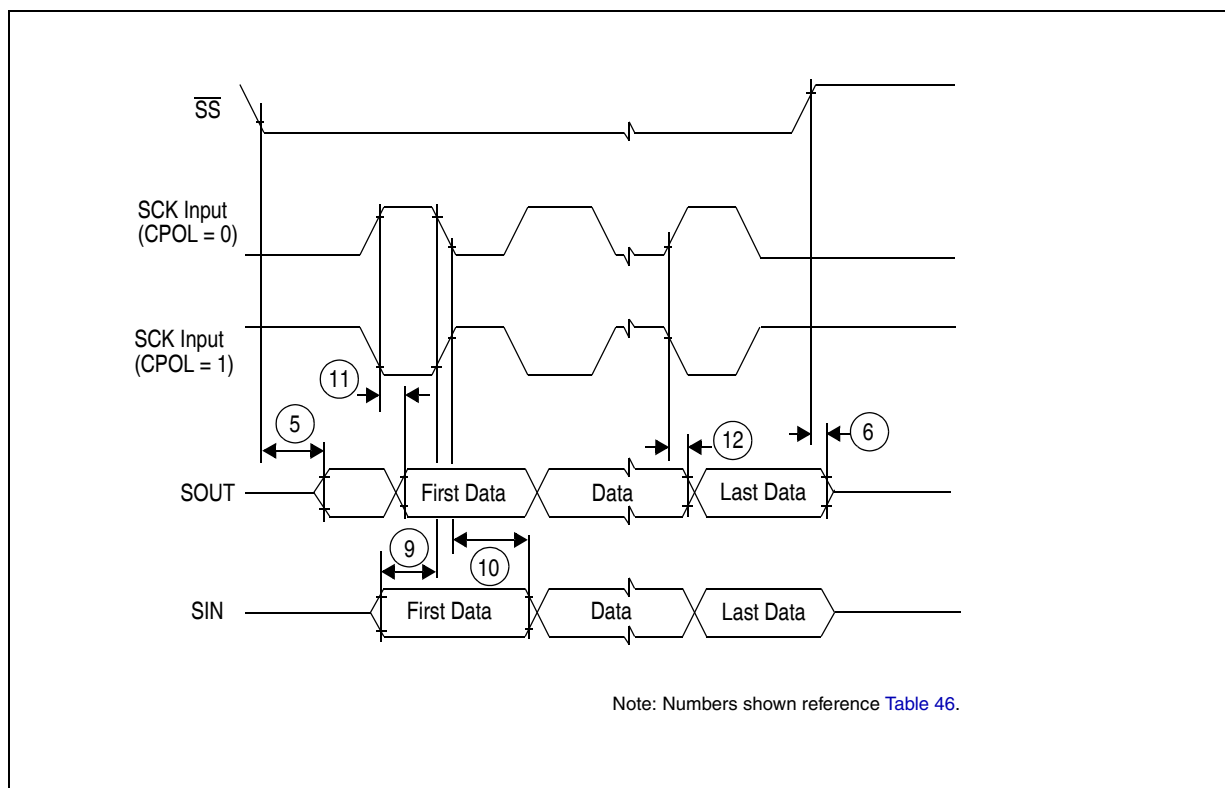 SS
SCK Input
(CPOL = 0)
SCK Input
(CPOL = 1)
11
5
12
6
SOUT
First Data
Data
Last Data
9
10
SIN
First Data
Data
Last Data
Note: Numbers shown reference Table 46.